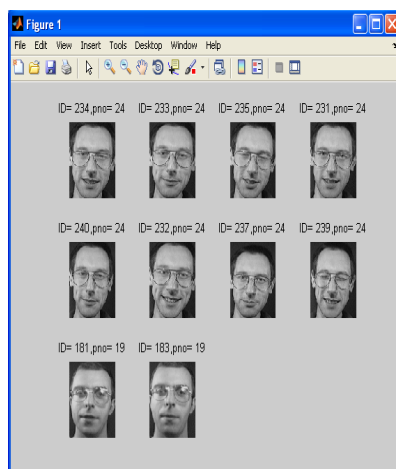 Figure 1
File Edit View Insert Tools Desktop Window Help
ID= 234,pno= 24 ID= 233,pno= 24 ID= 235,pno= 24 ID= 231,pno= 24
ID= 240,pno= 24 ID= 232,pno= 24 ID= 237,pno= 24 ID= 239,pno= 24
ID= 181,pno= 19 ID= 183,pno= 19